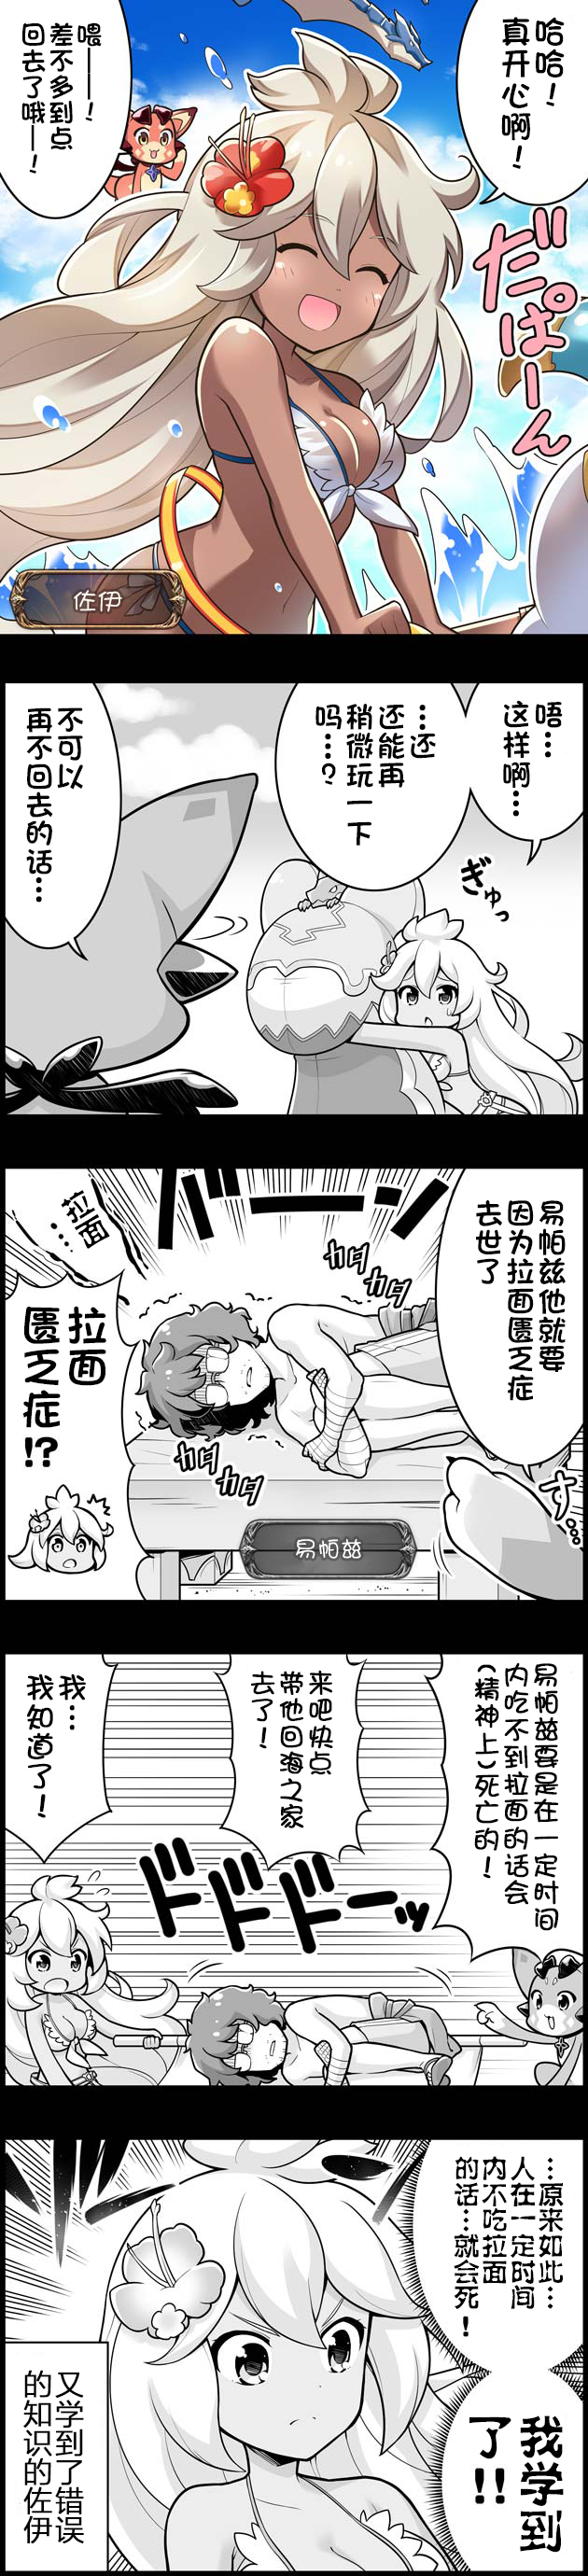 哈哈！
真开心啊！
喂——！
差不多到点
回去了哦—！
だぱーん
佐伊
唔…
这样啊…
…还
还能再
稍微玩一下
吗…？
ぎゅっ
不可以
再不回去的话…
易帕兹他就要
因为拉面匮乏症
去世了
バーーン
カタカタ
拉面
…
拉面
匮乏症!?
カタカタ
す…
易帕兹
易帕兹要是在一定时间
内吃不到拉面的话会
（精神上）死亡的！
来吧快点
带他回海之家
去了！
我…
我知道了！
ドドドーッ
…原来如此…
人在一定时间
内不吃拉面
的话…就会死！
我学到
了!!
又学到了错误
的知识的佐伊